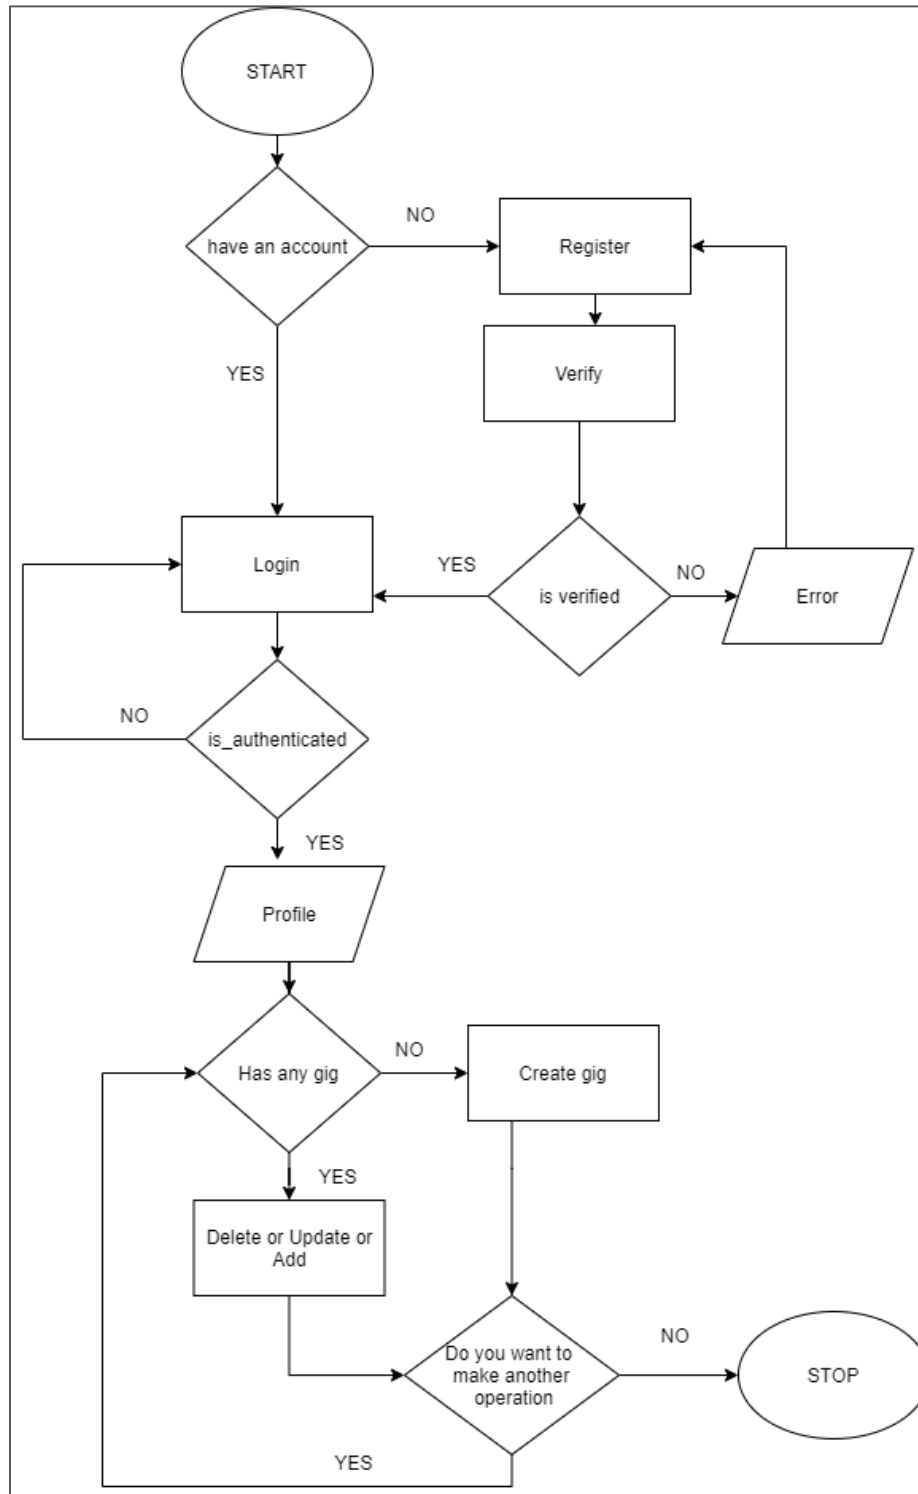 START
have an account
NO
Register
YES
Verify
Login
YES
is verified
NO
Error
NO
is_authenticated
YES
Profile
Has any gig
NO
Create gig
YES
Delete or Update or
Add
Do you want to
make another
operation
NO
STOP
YES